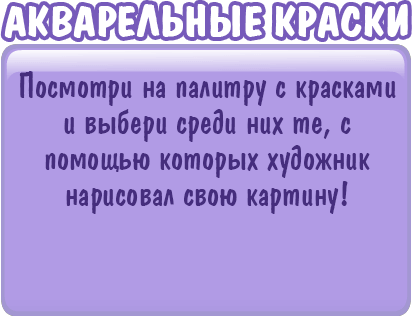 АКВАРЕЛЬНЫЕ КРАСКИ
Посмотри на палитру с красками
и выбери среди них те, с
помощью которых художник
нарисовал свою картину!